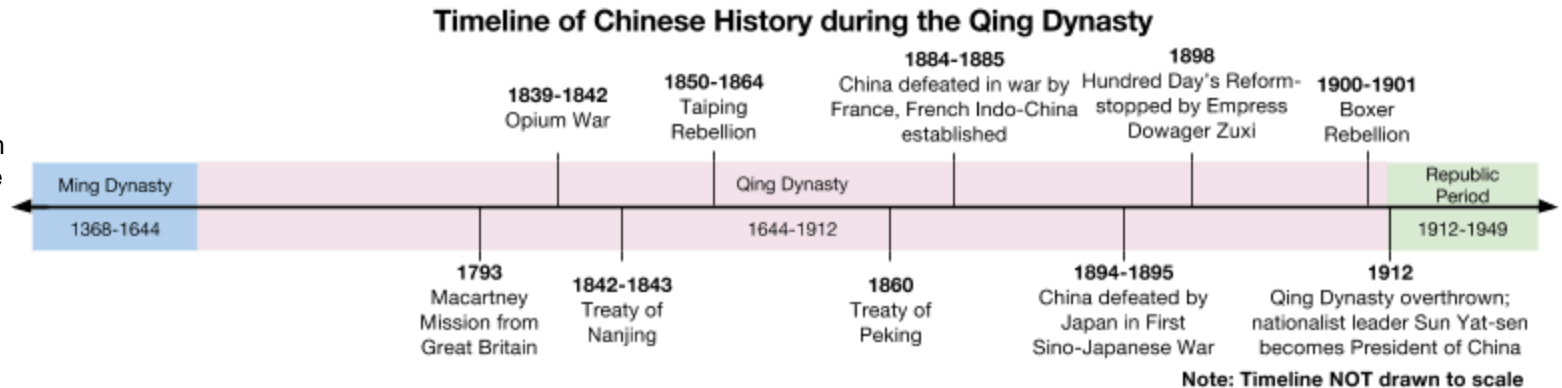 Timeline of Chinese History during the Qing Dynasty
1839-1842
Opium War
1850-1864
Taiping
Rebellion
1884-1885
China defeated in war by
France, French Indo-China
established
1898
Hundred Day's Reform-
stopped by Empress
Dowager Zuxi
1900-1901
Boxer
Rebellion
Ming Dynasty
Qing Dynasty
Republic
Period
1368-1644
1644-1912
1912-1949
1793
Macartney
Mission from
Great Britain
1842-1843
Treaty of
Nanjing
1860
Treaty of
Peking
1894-1895
China defeated by
Japan in First
Sino-Japanese War
1912
Qing Dynasty overthrown;
nationalist leader Sun Yat-sen
becomes President of China
Note: Timeline NOT drawn to scale